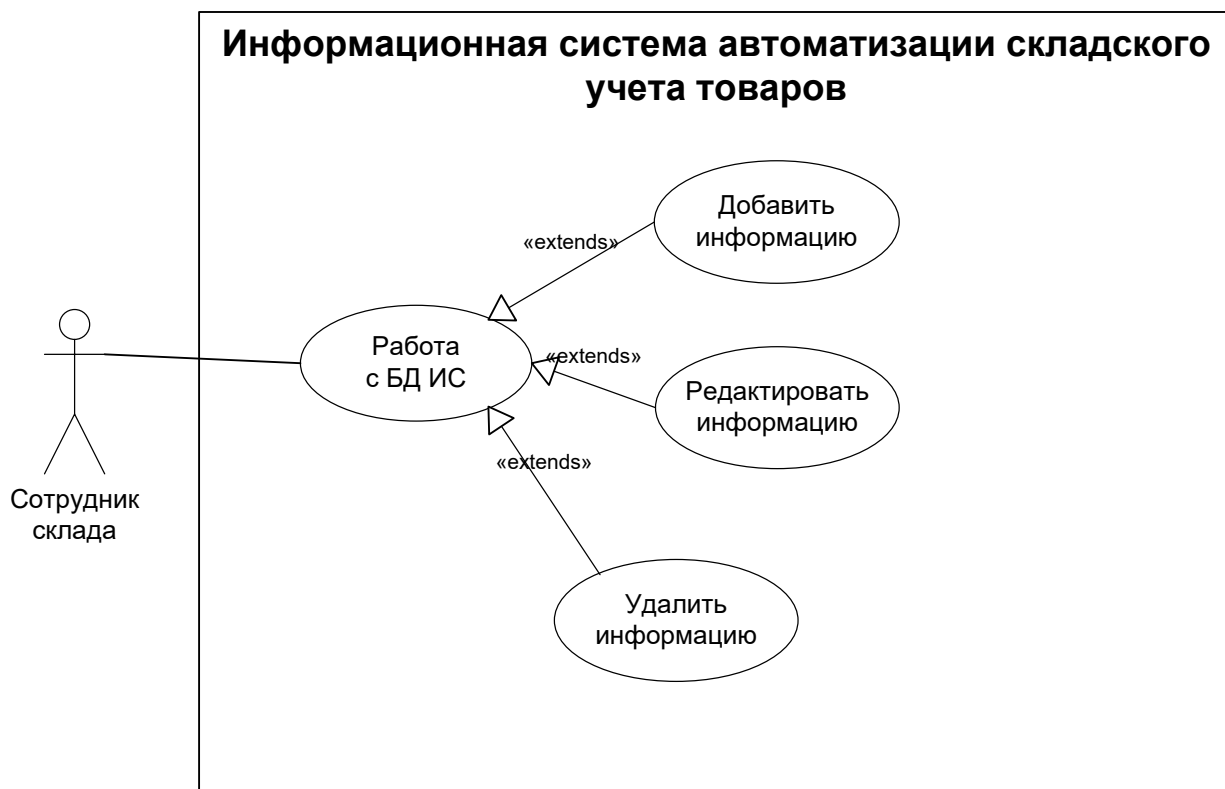 Информационная система автоматизации складского
учета товаров
Добавить
информацию
«extends»
Работа
с БД ИС
«extends»
Редактировать
информацию
«extends»
Сотрудник
склада
Удалить
информацию